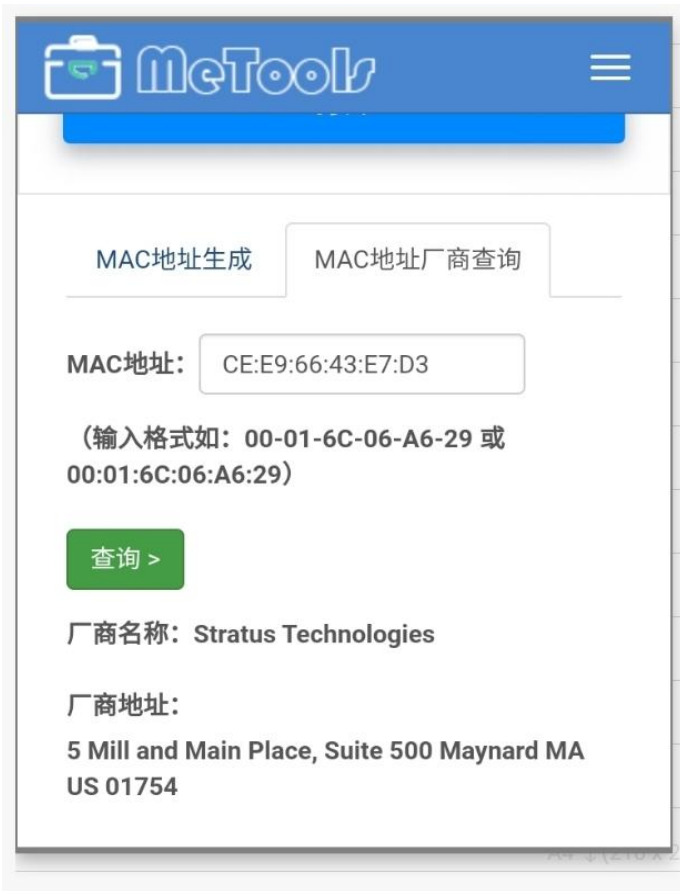 MeTools
MAC地址生成
MAC地址厂商查询
MAC地址： CE:E9:66:43:E7:D3
（输入格式如：00-01-6C-06-A6-29 或
00:01:6C:06:A6:29）
查询 >
厂商名称：Stratus Technologies
厂商地址：
5 Mill and Main Place, Suite 500 Maynard MA
US 01754